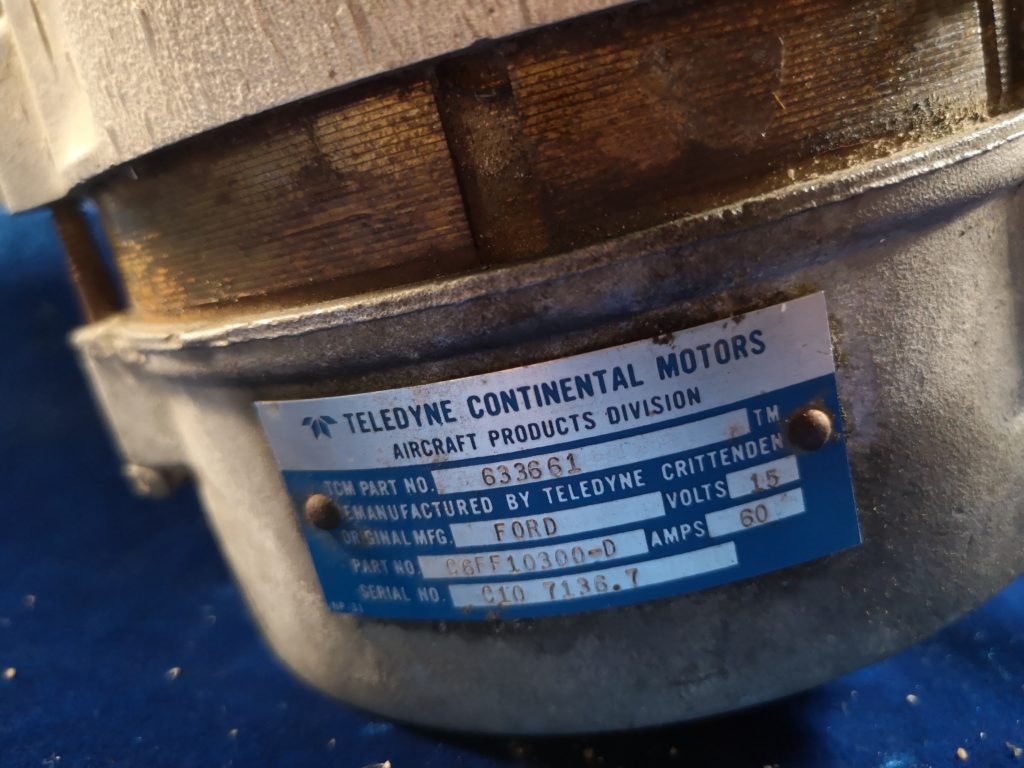 TELEDYNE CONTINENTAL MOTORS
AIRCRAFT PRODUCTS DIVISION
TCM PART NO. 633661 TM
REMANUFACTURED BY TELEDYNE CRITTENDEN
ORIGINAL MFG. FORD VOLTS 15
PART NO. C6FF10300-D AMPS 60
SERIAL NO. C10 7136.7